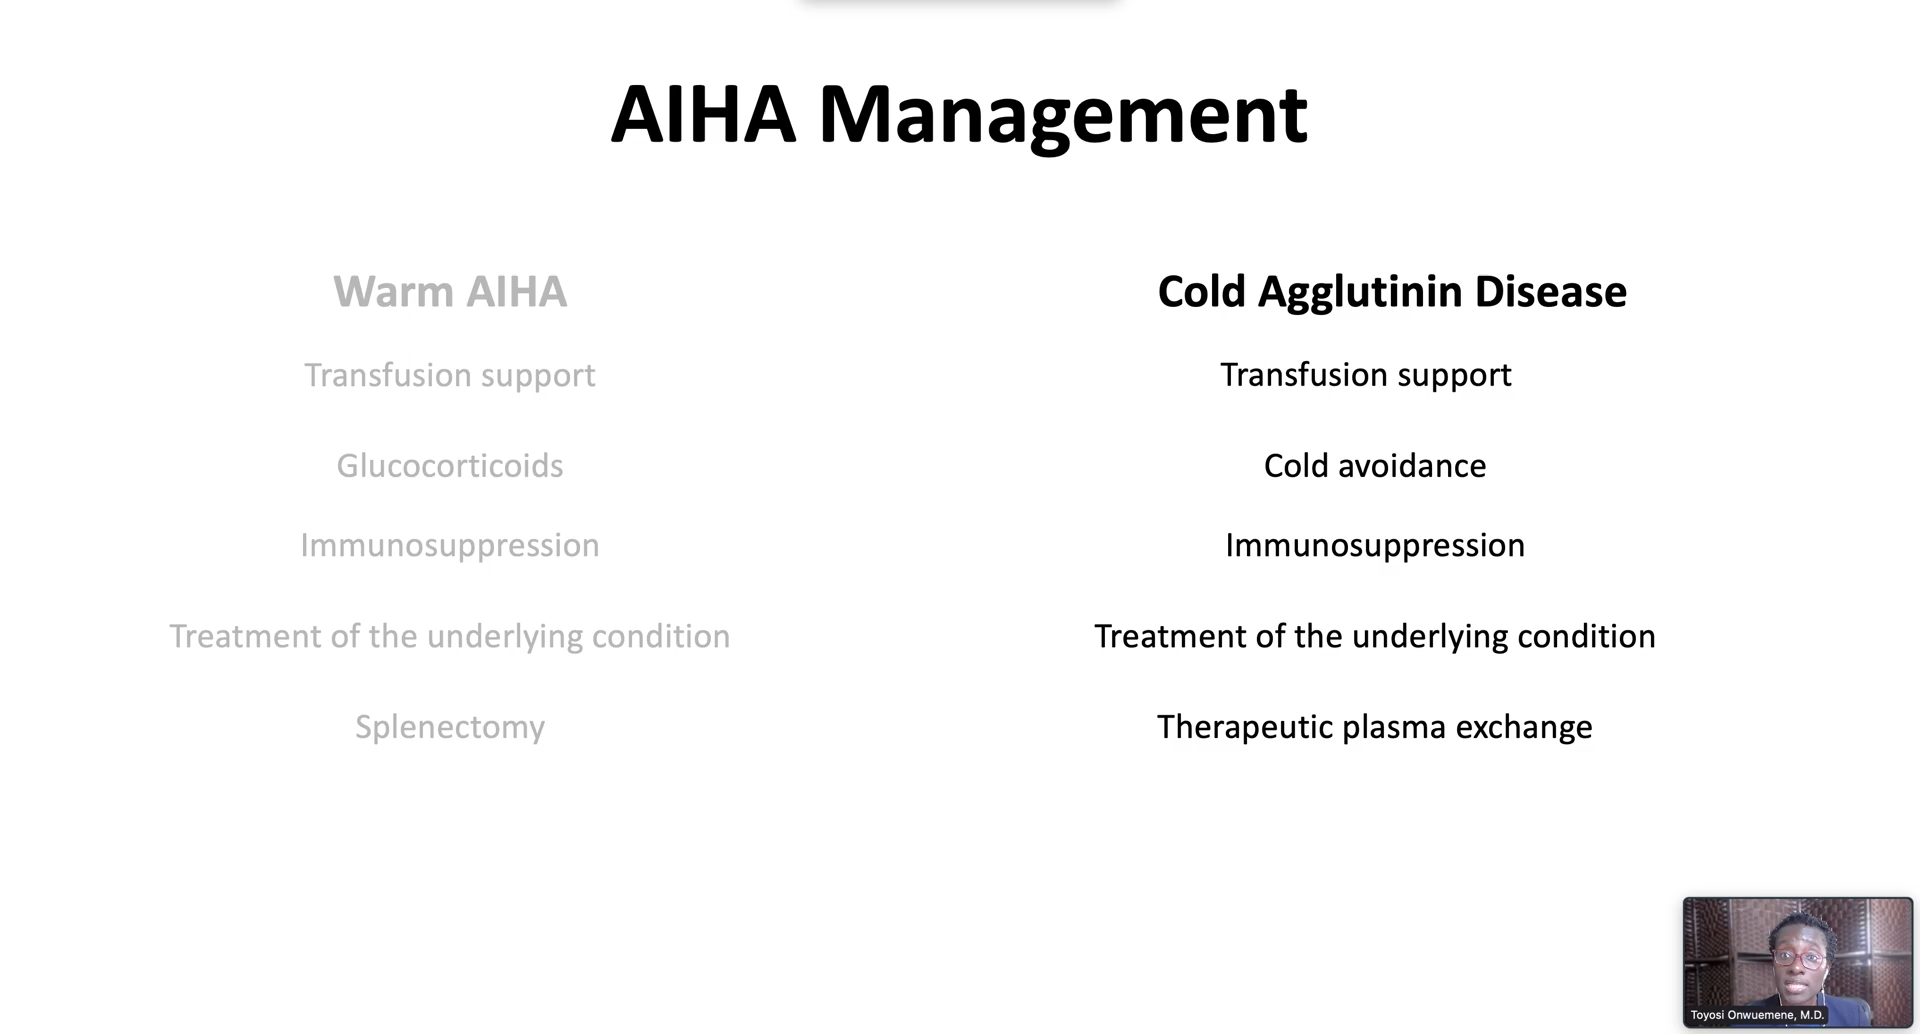 AIHA Management
Warm AIHA
Transfusion support
Glucocorticoids
Immunosuppression
Treatment of the underlying condition
Splenectomy
Cold Agglutinin Disease
Transfusion support
Cold avoidance
Immunosuppression
Treatment of the underlying condition
Therapeutic plasma exchange
Toyosi Onwuemene, M.D.